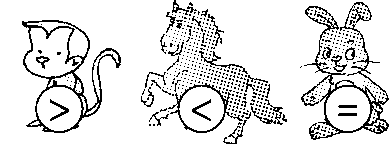 > < =